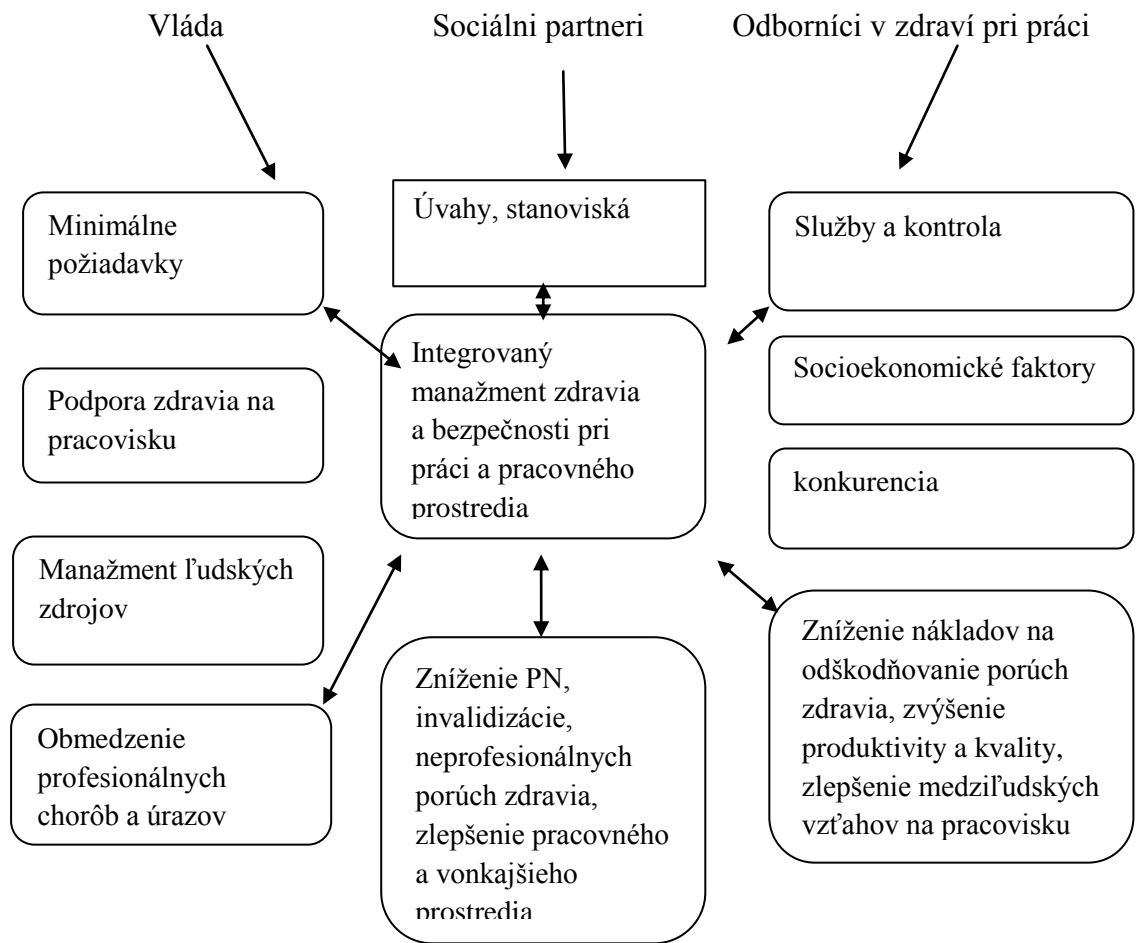 Vláda
Sociálni partneri
Odborníci v zdraví pri práci
Minimálne
požiadavky
Úvahy, stanoviská
Služby a kontrola
Podpora zdravia na
pracovisku
Integrovaný
manažment zdravia
a bezpečnosti pri
práci a pracovného
prostredia
Socioekonomické faktory
konkurencia
Manažment ľudských
zdrojov
Obmedzenie
profesionálnych
chorôb a úrazov
Zníženie PN,
invalidizácie,
neprofesionálnych
porúch zdravia,
zlepšenie pracovného
a vonkajšieho
prostredia
Zníženie nákladov na
odškodňovanie porúch
zdravia, zvýšenie
produktivity a kvality,
zlepšenie medziľudských
vzťahov na pracovisku